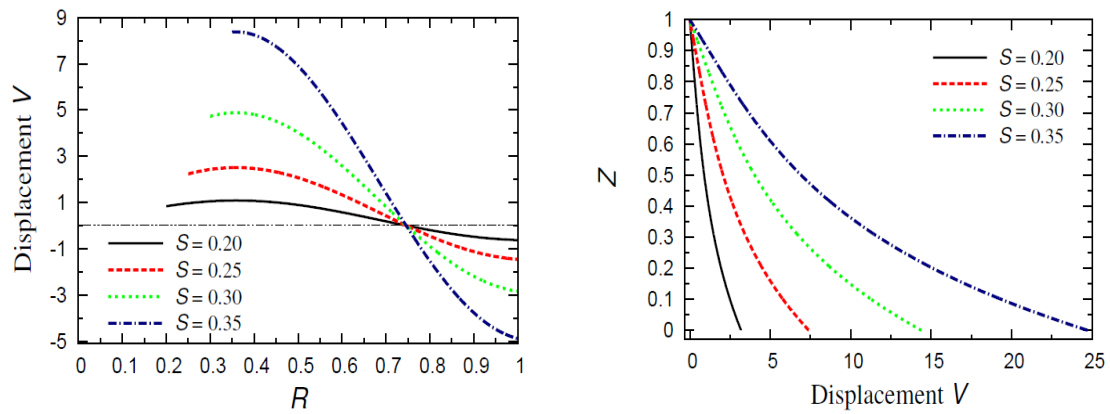 Displacement V
9
7
5
3
1
-1
-3
-5
S = 0.20
S = 0.25
S = 0.30
S = 0.35
0 0.1 0.2 0.3 0.4 0.5 0.6 0.7 0.8 0.9 1
R
Z
1
0.9
0.8
0.7
0.6
0.5
0.4
0.3
0.2
0.1
0
S = 0.20
S = 0.25
S = 0.30
S = 0.35
0 5 10 15 20 25
Displacement V